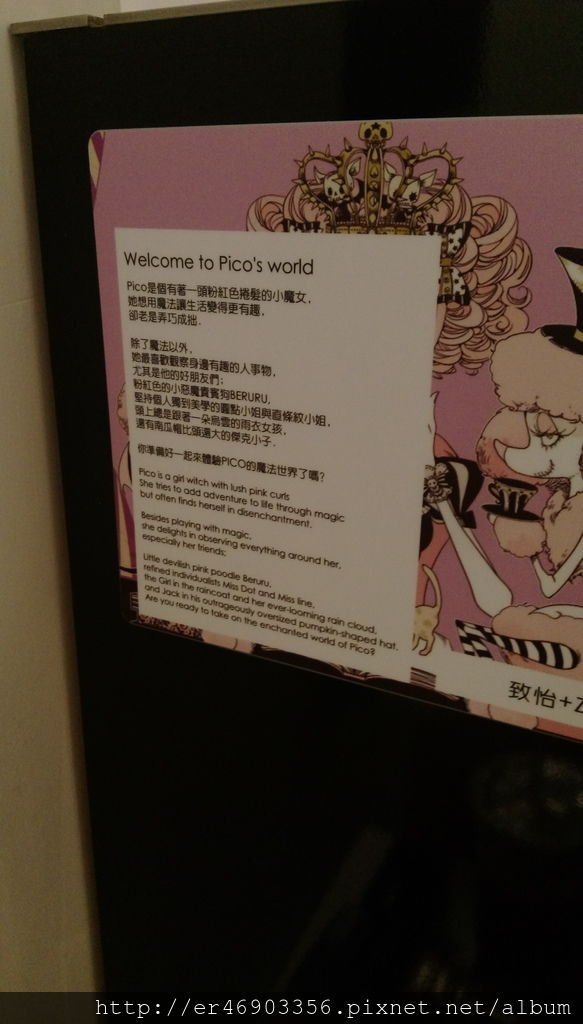 Welcome to Pico's world
Pico是個有著一頭粉紅色捲髮的小魔女,
她想用魔法讓生活變得更有趣,
卻老是弄巧成拙.
除了魔法以外,
她最喜歡觀察身邊有趣的人事物,
尤其是他的好朋友們;
粉紅色的小惡魔貴賓狗BERURU,
堅持個人獨到美學的圓點小姐與直條紋小姐,
頭上總是跟著一朵烏雲的雨衣女孩,
還有南瓜帽比頭還大的傑克小子.
你準備好一起來體驗PICO的魔法世界了嗎?
Pico is a girl witch with lush pink curls
She tries to add adventure to life through magic
but often finds herself in disenchantment.
Besides playing with magic,
she delights in observing everything around her,
especially her friends;
Little devilish pink poodle Beruru,
refined individualists Miss Dot and Miss line,
the Girl in the raincoat and her ever-looming rain cloud,
and Jack in his outrageously oversized pumpkin-shaped hat.
Are you ready to take on the enchanted world of Pico?
致怡+Z
http://er46903356.pixnet.net/album